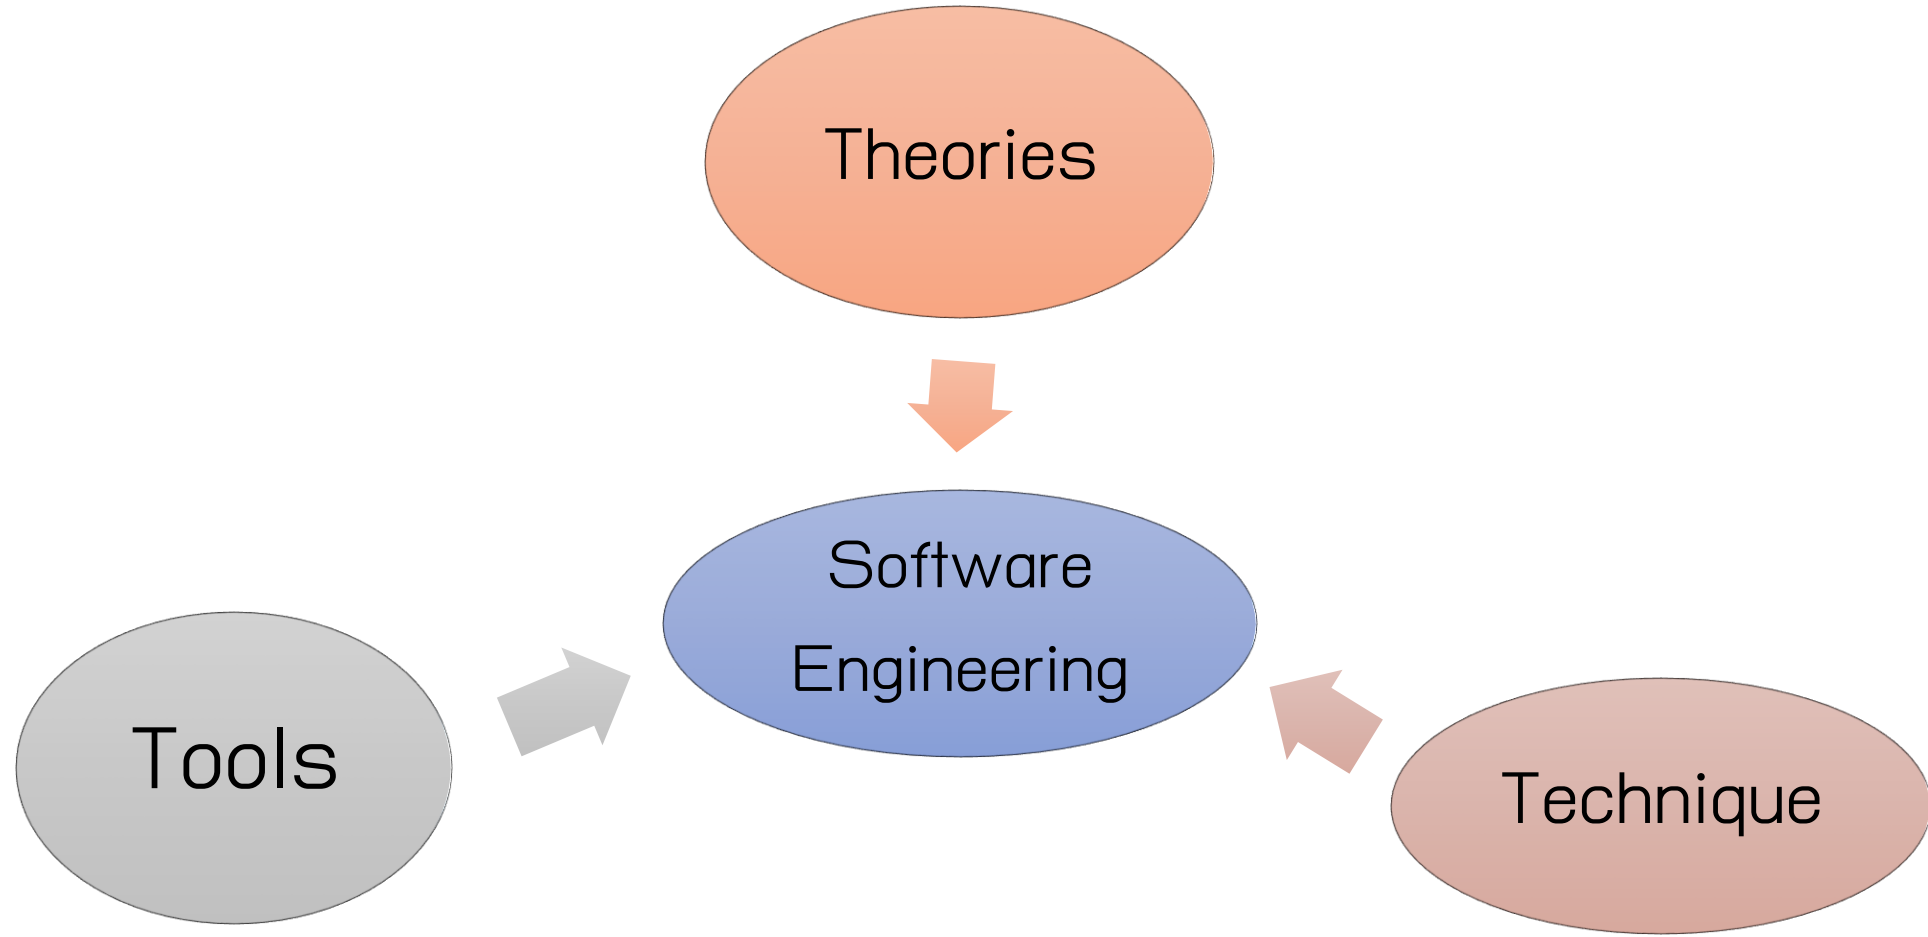 Theories
Software
Engineering
Tools
Technique